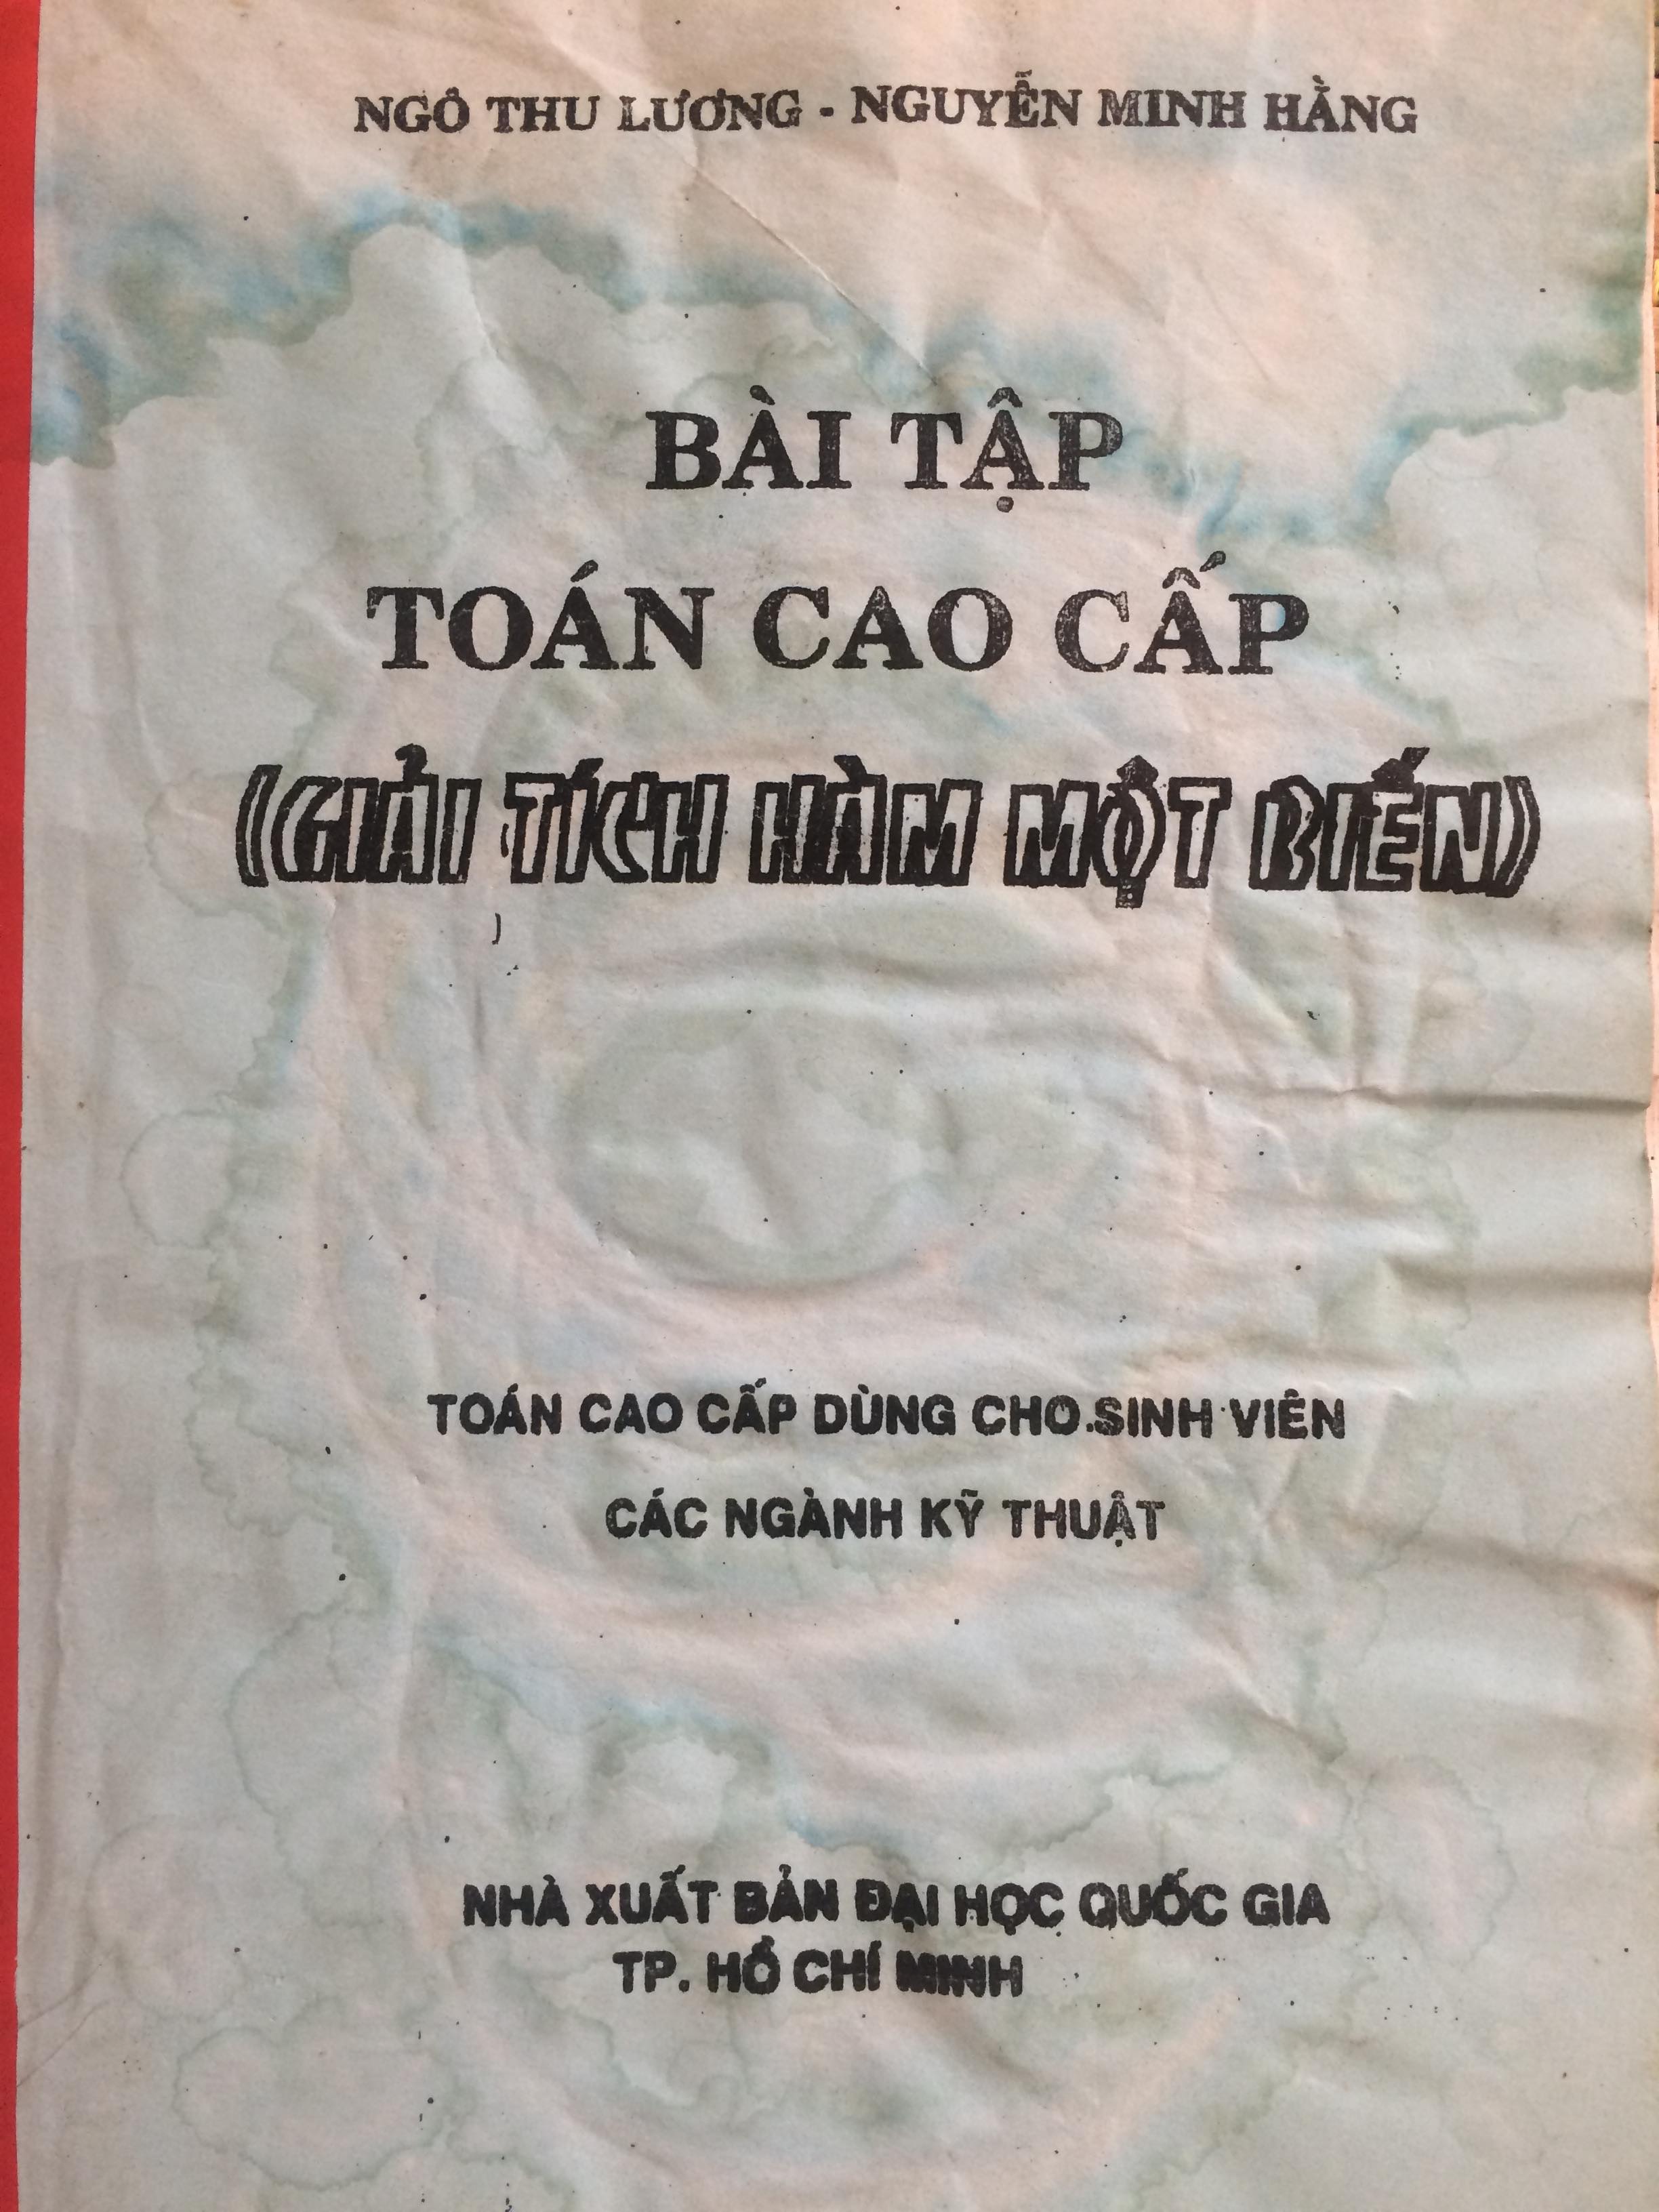 NGÔ THU LƯƠNG - NGUYỄN MINH HẰNG
BÀI TẬP
TOÁN CAO CẤP
(GIẢI TÍCH HÀM MỘT BIẾN)
TOÁN CAO CẤP DÙNG CHO SINH VIÊN
CÁC NGÀNH KỸ THUẬT
NHÀ XUẤT BẢN ĐẠI HỌC QUỐC GIA
TP. HỒ CHÍ MINH